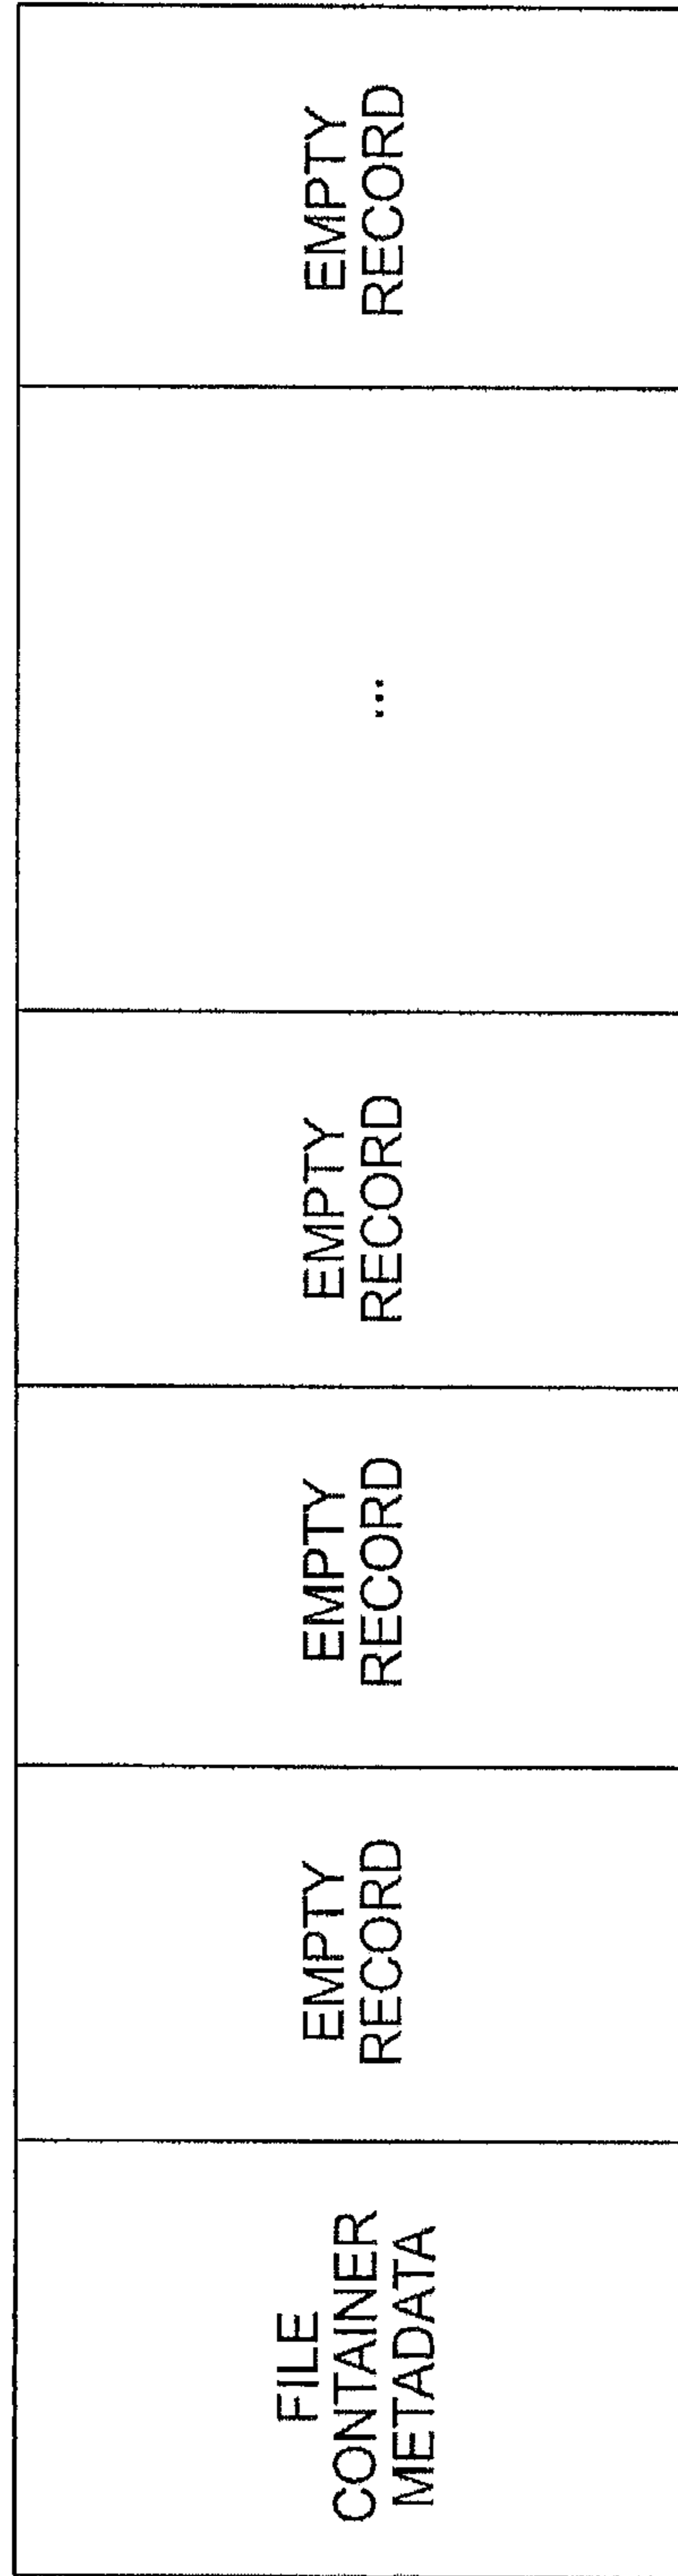 FILE
CONTAINER
METADATA
EMPTY
RECORD
EMPTY
RECORD
EMPTY
RECORD
...
EMPTY
RECORD